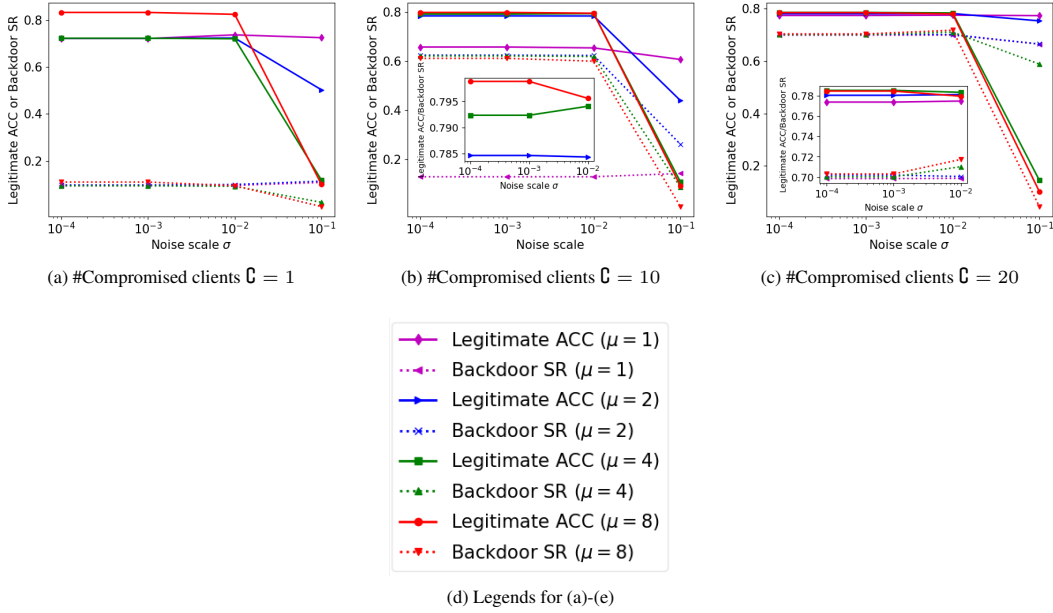 Legitimate ACC or Backdoor SR
0.8
0.6
0.4
0.2
10⁻⁴
10⁻³
10⁻²
10⁻¹
Noise scale σ
(a) #Compromised clients C = 1
Legitimate ACC or Backdoor SR
0.8
0.6
0.4
0.2
Legitimate ACC/Backdoor SR
0.795
0.790
0.785
10⁻⁴
10⁻³
10⁻²
Noise scale σ
10⁻⁴
10⁻³
10⁻²
10⁻¹
Noise scale σ
(b) #Compromised clients C = 10
Legitimate ACC or Backdoor SR
0.8
0.6
0.4
0.2
Legitimate ACC/Backdoor SR
0.78
0.76
0.74
0.72
0.70
10⁻⁴
10⁻³
10⁻²
Noise scale σ
10⁻⁴
10⁻³
10⁻²
10⁻¹
Noise scale σ
(c) #Compromised clients C = 20
Legitimate ACC (μ = 1)
Backdoor SR (μ = 1)
Legitimate ACC (μ = 2)
Backdoor SR (μ = 2)
Legitimate ACC (μ = 4)
Backdoor SR (μ = 4)
Legitimate ACC (μ = 8)
Backdoor SR (μ = 8)
(d) Legends for (a)-(e)